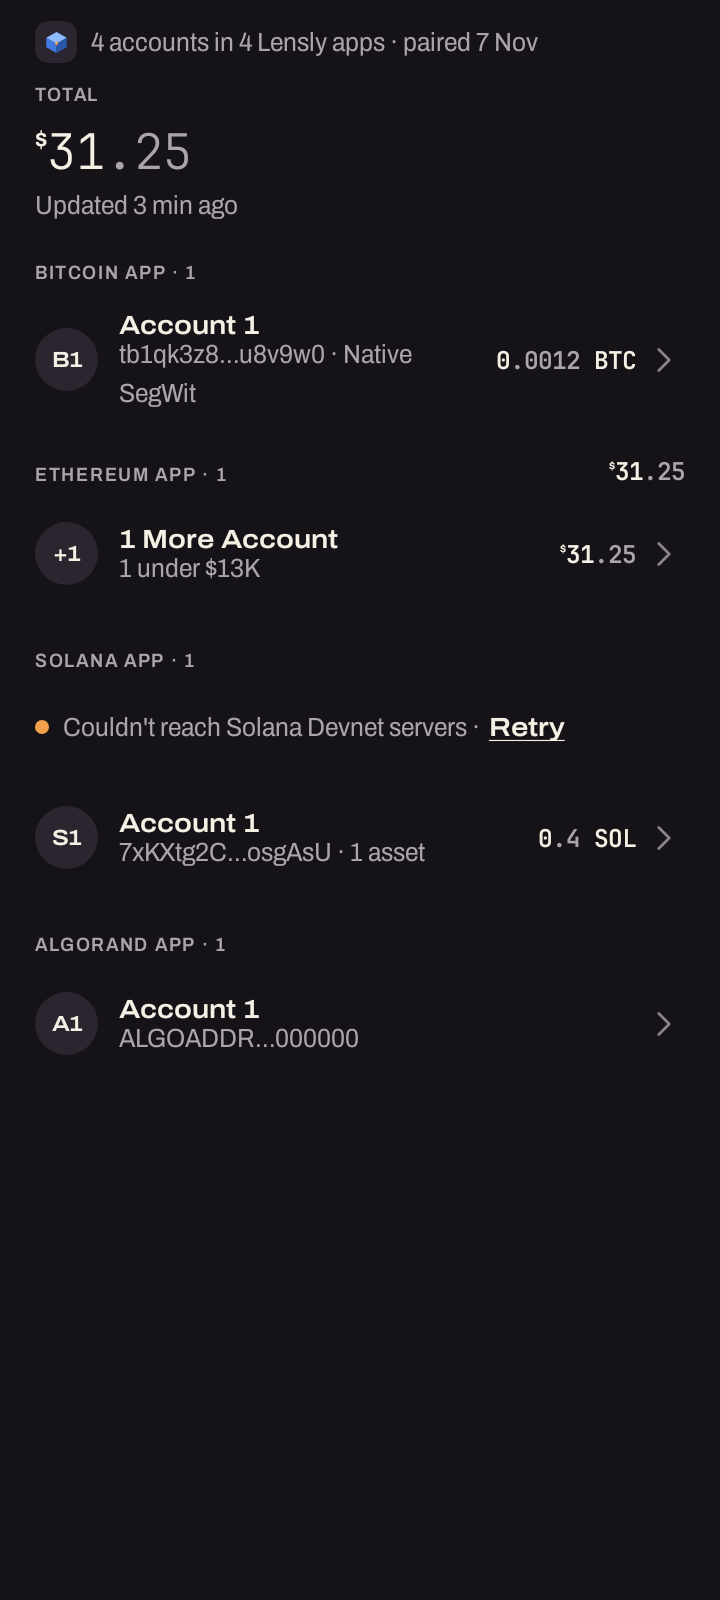 4 accounts in 4 Lensly apps · paired 7 Nov
TOTAL
$31.25
Updated 3 min ago
BITCOIN APP · 1
B1
Account 1
tb1qk3z8…u8v9w0 · Native
SegWit
0.0012 BTC
ETHEREUM APP · 1
$31.25
+1
1 More Account
1 under $13K
$31.25
SOLANA APP · 1
Couldn't reach Solana Devnet servers · Retry
S1
Account 1
7xKXtg2C…osgAsU · 1 asset
0.4 SOL
ALGORAND APP · 1
A1
Account 1
ALGOADDR…000000